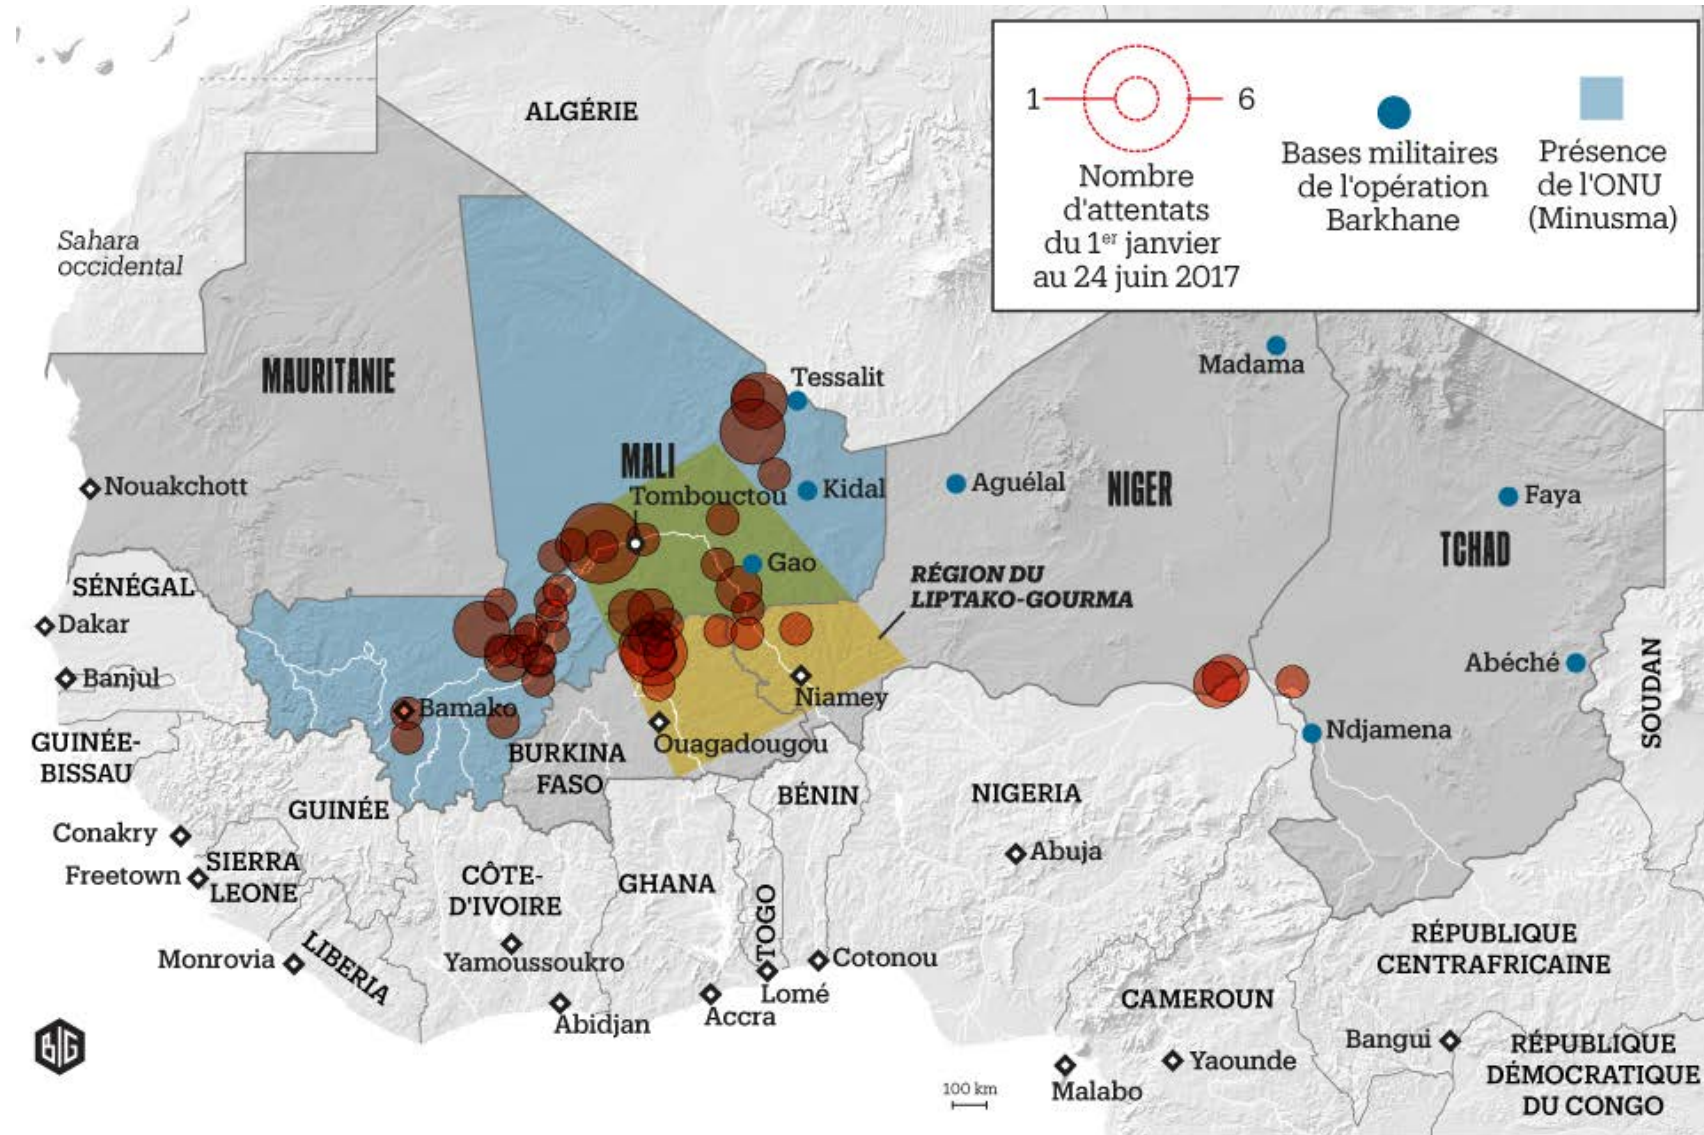 1
6
Nombre
d'attentats
du 1er janvier
au 24 juin 2017
Bases militaires
de l'opération
Barkhane
Présence
de l'ONU
(Minusma)
ALGÉRIE
Sahara
occidental
MAURITANIE
Madama
Tessalit
MALI
Tombouctou
Kidal
Aguélal
NIGER
Faya
Nouakchott
TCHAD
Gao
RÉGION DU
LIPTAKO-GOURMA
SÉNÉGAL
Dakar
Banjul
Abéché
SOUDAN
Niamey
Bamako
Ouagadougou
Ndjamena
GUINÉE-
BISSAU
BURKINA
FASO
BÉNIN
NIGERIA
GUINÉE
Conakry
Abuja
Freetown
SIERRA
LEONE
CÔTE-
D'IVOIRE
GHANA
TOGO
RÉPUBLIQUE
CENTRAFRICAINE
Monrovia
LIBERIA
Yamoussoukro
Cotonou
Lomé
Accra
Abidjan
CAMEROUN
BIG
Bangui
RÉPUBLIQUE
DÉMOCRATIQUE
DU CONGO
Yaounde
Malabo
100 km